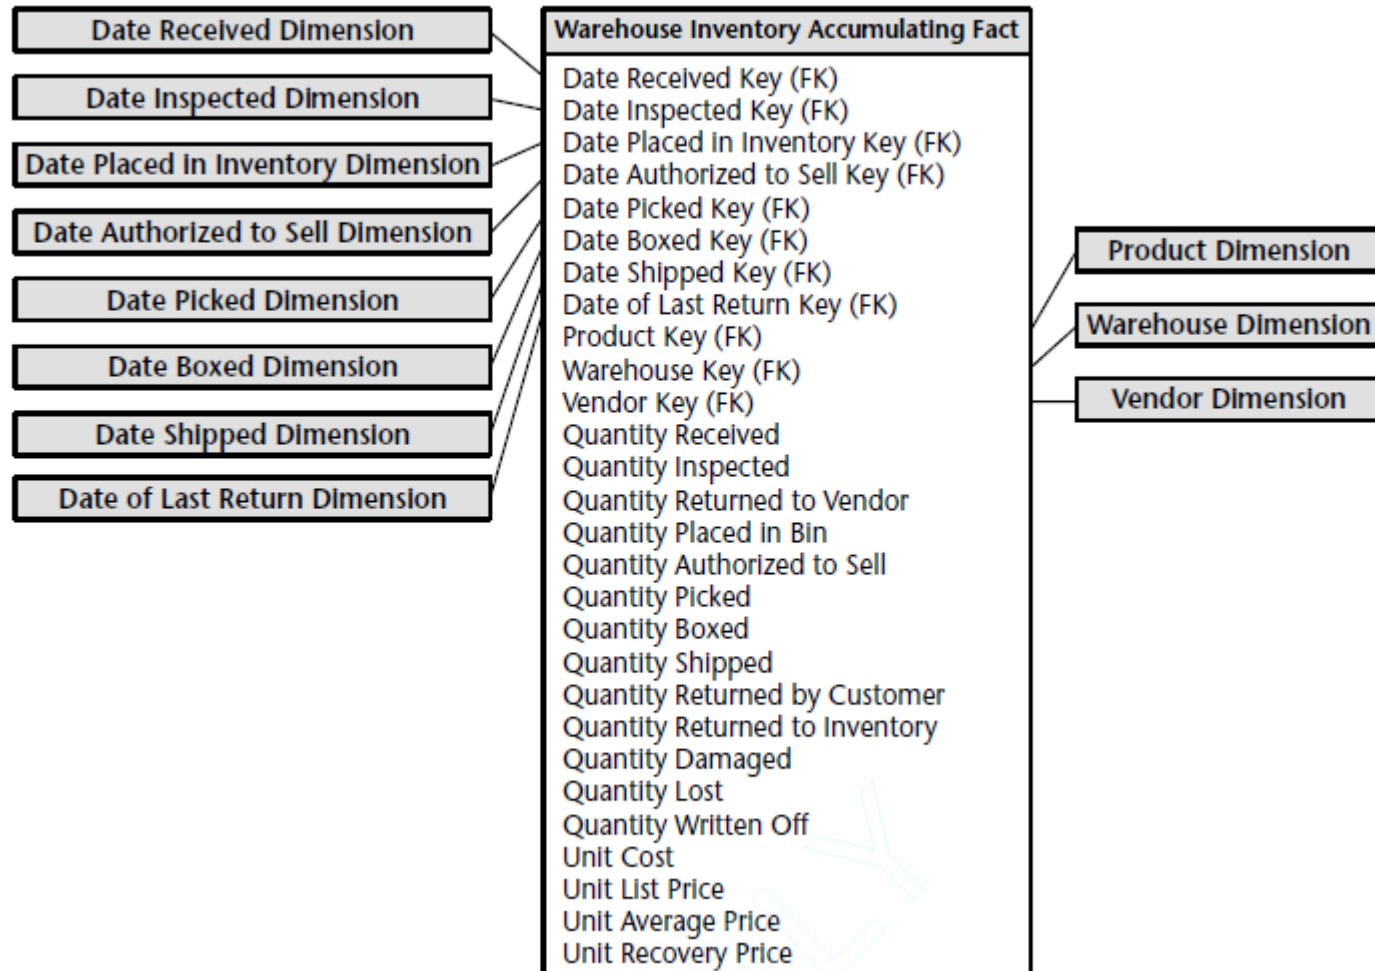 Date Received Dimension
Date Inspected Dimension
Date Placed in Inventory Dimension
Date Authorized to Sell Dimension
Date Picked Dimension
Date Boxed Dimension
Date Shipped Dimension
Date of Last Return Dimension
Warehouse Inventory Accumulating Fact
Date Received Key (FK)
Date Inspected Key (FK)
Date Placed in Inventory Key (FK)
Date Authorized to Sell Key (FK)
Date Picked Key (FK)
Date Boxed Key (FK)
Date Shipped Key (FK)
Date of Last Return Key (FK)
Product Key (FK)
Warehouse Key (FK)
Vendor Key (FK)
Quantity Received
Quantity Inspected
Quantity Returned to Vendor
Quantity Placed in Bin
Quantity Authorized to Sell
Quantity Picked
Quantity Boxed
Quantity Shipped
Quantity Returned by Customer
Quantity Returned to Inventory
Quantity Damaged
Quantity Lost
Quantity Written Off
Unit Cost
Unit List Price
Unit Average Price
Unit Recovery Price
Product Dimension
Warehouse Dimension
Vendor Dimension
LLY